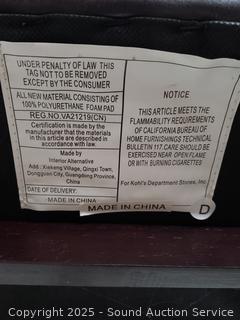 UNDER PENALTY OF LAW THIS
TAG NOT TO BE REMOVED
EXCEPT BY THE CONSUMER
ALL NEW MATERIAL CONSISTING OF
100% POLYURETHANE FOAM PAD
REG.NO.VA21219(CN)
Certification is made by the
manufacturer that the materials
in this article are described in
accordance with law.
Made by
Interior Alternative
Add : Xiakeng Village, Qingxi Town,
Dongguan City, Guangdong Province,
China
DATE OF DELIVERY:
MADE IN CHINA
NOTICE
THIS ARTICLE MEETS THE
FLAMMABILITY REQUIREMENTS
OF CALIFORNIA BUREAU OF
HOME FURNISHINGS TECHNICAL
BULLETIN 117. CARE SHOULD BE
EXERCISED NEAR OPEN FLAME
OR WITH BURNING CIGARETTES
For Kohl's Department Stores, Inc.
MADE IN CHINA
D
Copyright 2025 - Sound Auction Service